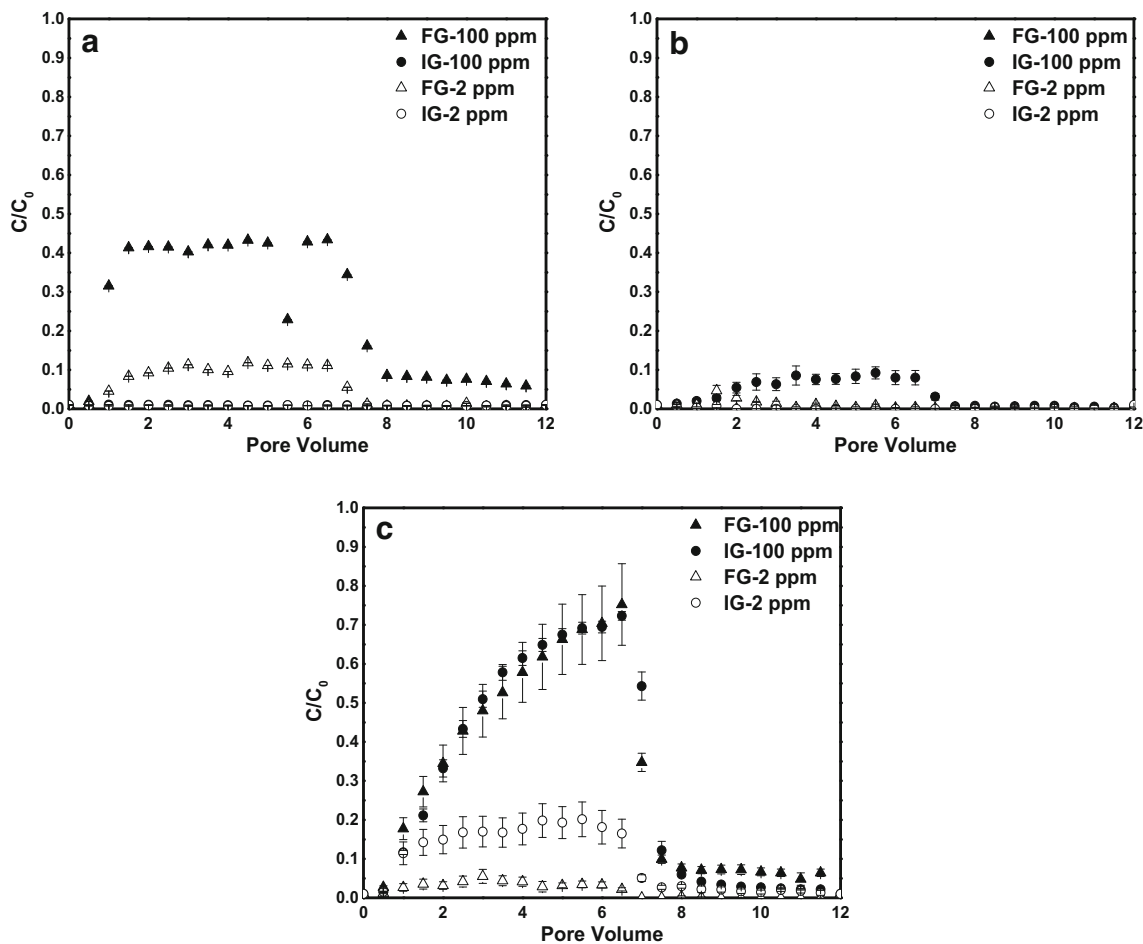 a
FG-100 ppm
IG-100 ppm
FG-2 ppm
IG-2 ppm
1.0
0.9
0.8
0.7
0.6
0.5
0.4
0.3
0.2
0.1
0.0
C/C0
0 2 4 6 8 10 12
Pore Volume
b
FG-100 ppm
IG-100 ppm
FG-2 ppm
IG-2 ppm
1.0
0.9
0.8
0.7
0.6
0.5
0.4
0.3
0.2
0.1
0.0
C/C0
0 2 4 6 8 10 12
Pore Volume
c
FG-100 ppm
IG-100 ppm
FG-2 ppm
IG-2 ppm
1.0
0.9
0.8
0.7
0.6
0.5
0.4
0.3
0.2
0.1
0.0
C/C0
0 2 4 6 8 10 12
Pore Volume